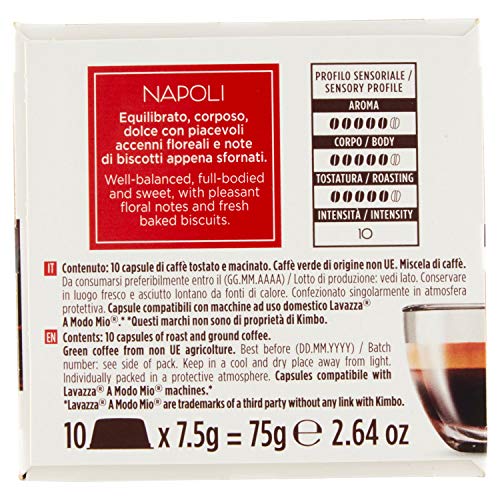 NAPOLI
Equilibrato, corposo,
dolce con piacevoli
accenni floreali e note
di biscotti appena sfornati.
Well-balanced, full-bodied
and sweet, with pleasant
floral notes and fresh
baked biscuits.
PROFILO SENSORIALE /
SENSORY PROFILE
AROMA
CORPO / BODY
TOSTATURA / ROASTING
INTENSITÀ / INTENSITY
10
IT Contenuto: 10 capsule di caffè tostato e macinato. Caffè verde di origine non UE. Miscela di caffè.
Da consumarsi preferibilmente entro il (GG.MM.AAAA) / Lotto di produzione: vedi lato. Conservare
in luogo fresco e asciutto lontano da fonti di calore. Confezionato singolarmente in atmosfera
protettiva. Capsule compatibili con macchine ad uso domestico Lavazza®
A Modo Mio®.* *Questi marchi non sono di proprietà di Kimbo.
EN Contents: 10 capsules of roast and ground coffee.
Green coffee from non UE agriculture. Best before (DD.MM.YYYY) / Batch
number: see side of pack. Keep in a cool and dry place away from light.
Individually packed in a protective atmosphere. Capsules compatible with
Lavazza® A Modo Mio® machines.*
*Lavazza® A Modo Mio® are trademarks of a third party without any link with Kimbo.
10 x 7.5g = 75g ℮ 2.64 oz